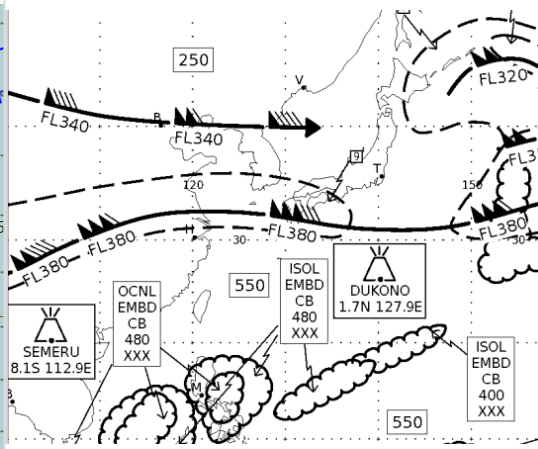 250
FL320
V
FL340
B
FL340
9
T
120
150
FL380
30
FL380
FL380
FL380
30
H
550
ISOL
EMBD
CB
480
XXX
DUKONO
1.7N 127.9E
OCNL
EMBD
CB
480
XXX
SEMERU
8.1S 112.9E
ISOL
EMBD
CB
400
XXX
M
B
550